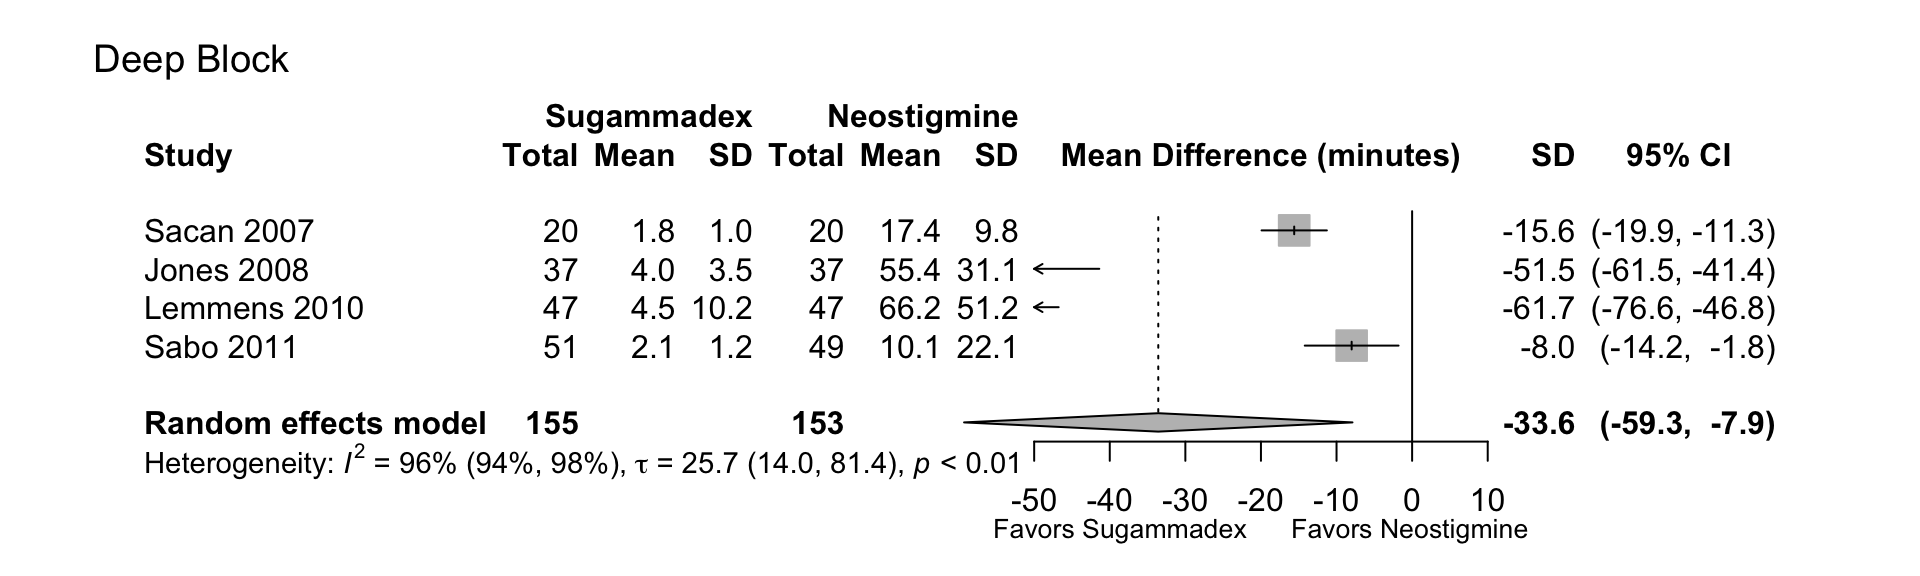 Deep Block
Sugammadex Neostigmine
Study Total Mean SD Total Mean SD Mean Difference (minutes) SD 95% CI
Sacan 2007 20 1.8 1.0 20 17.4 9.8 -15.6 (-19.9, -11.3)
Jones 2008 37 4.0 3.5 37 55.4 31.1 -51.5 (-61.5, -41.4)
Lemmens 2010 47 4.5 10.2 47 66.2 51.2 -61.7 (-76.6, -46.8)
Sabo 2011 51 2.1 1.2 49 10.1 22.1 -8.0 (-14.2, -1.8)
Random effects model 155 153 -33.6 (-59.3, -7.9)
Heterogeneity: I² = 96% (94%, 98%), τ = 25.7 (14.0, 81.4), p < 0.01
-50 -40 -30 -20 -10 0 10
Favors Sugammadex Favors Neostigmine